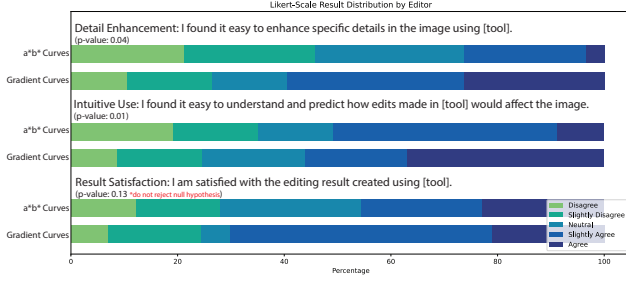 Likert-Scale Result Distribution by Editor
Detail Enhancement: I found it easy to enhance specific details in the image using [tool].
(p-value: 0.04)
a*b* Curves
Gradient Curves
Intuitive Use: I found it easy to understand and predict how edits made in [tool] would affect the image.
(p-value: 0.01)
a*b* Curves
Gradient Curves
Result Satisfaction: I am satisfied with the editing result created using [tool].
(p-value: 0.13 *do not reject null hypothesis)
a*b* Curves
Gradient Curves
Disagree
Slightly Disagree
Neutral
Slightly Agree
Agree
0 20 40 60 80 100
Percentage